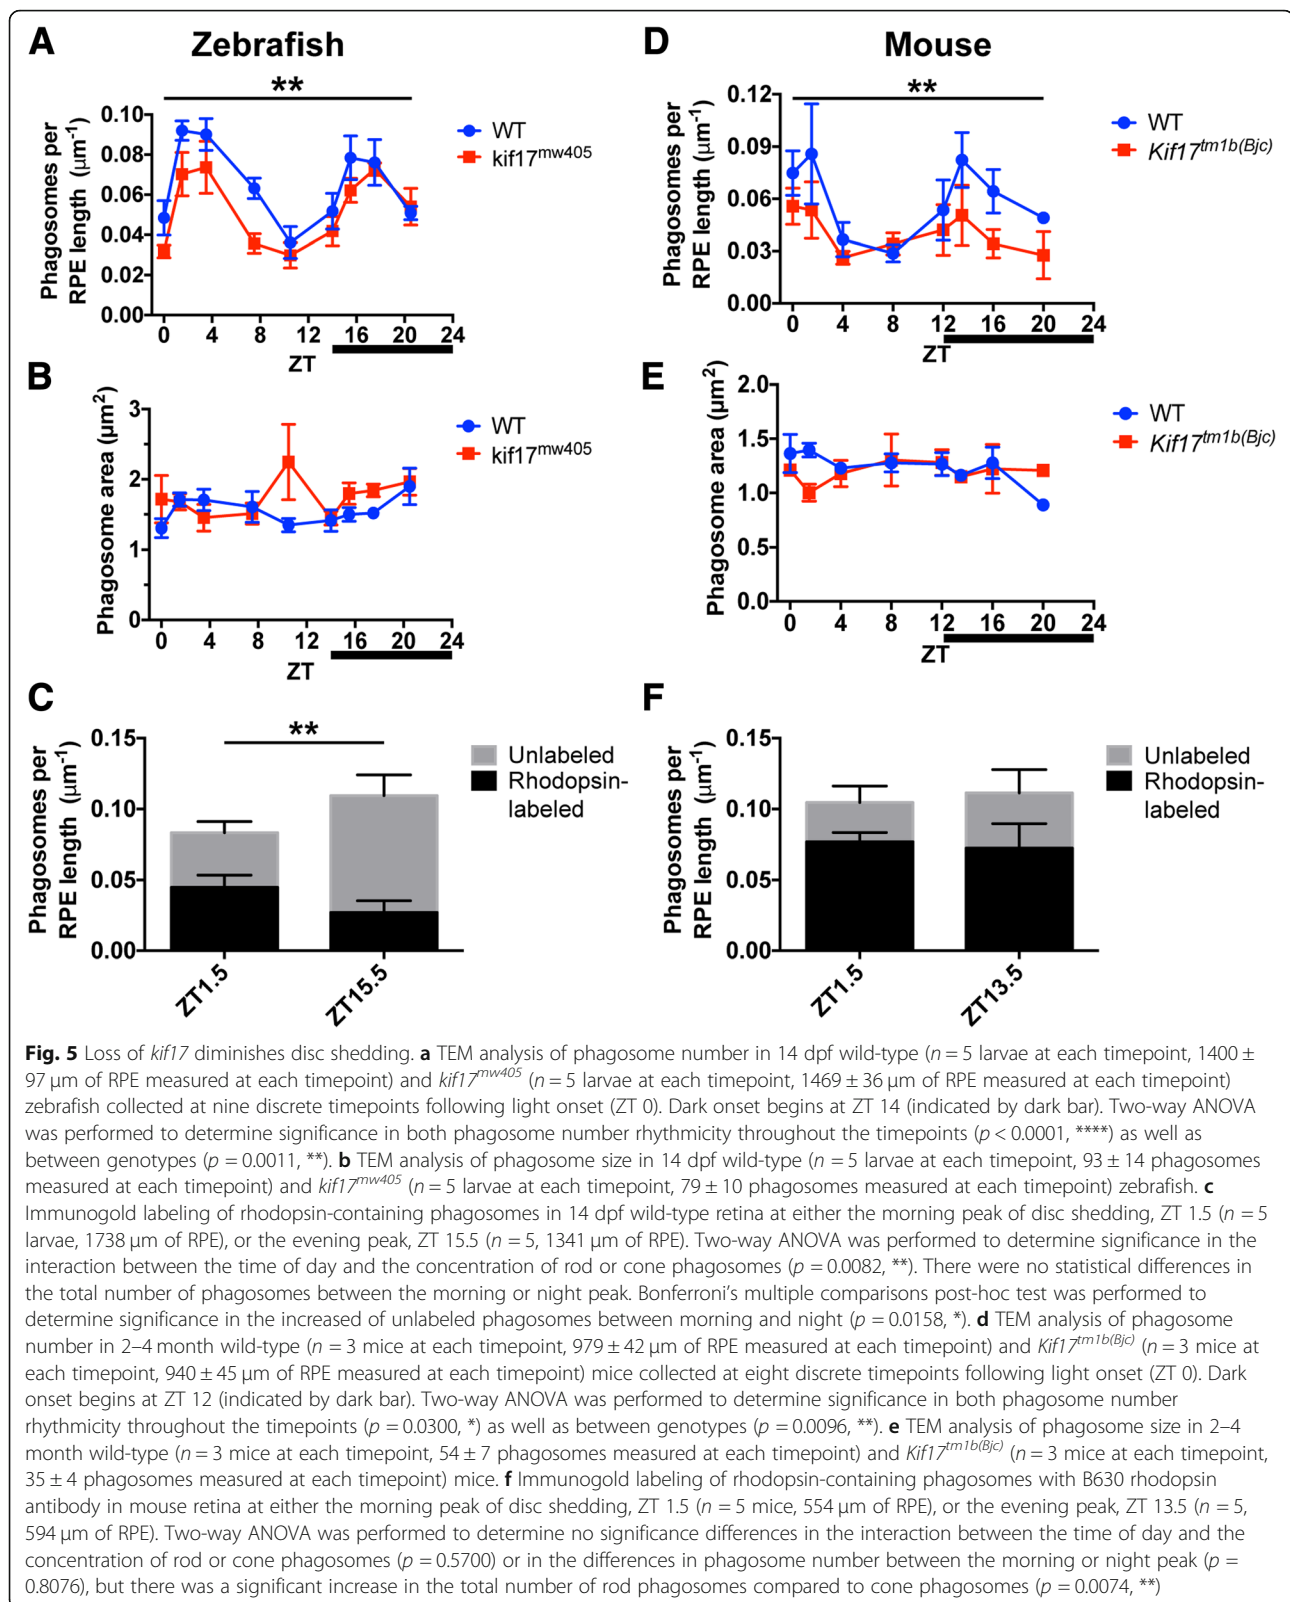 A
Zebrafish
**
Phagosomes per
RPE length (µm⁻¹)
0.10
0.08
0.06
0.04
0.02
0.00
0 4 8 12 16 20 24
ZT
WT
kif17^mw405
B
Phagosome area (µm²)
3
2
1
0
0 4 8 12 16 20 24
ZT
WT
kif17^mw405
C
**
Phagosomes per
RPE length (µm⁻¹)
0.15
0.10
0.05
0.00
ZT1.5
ZT15.5
Unlabeled
Rhodopsin-
labeled
D
Mouse
**
Phagosomes per
RPE length (µm⁻¹)
0.12
0.09
0.06
0.03
0.00
0 4 8 12 16 20 24
ZT
WT
Kif17^tm1b(Bjc)
E
Phagosome area (µm²)
2.0
1.5
1.0
0.5
0.0
0 4 8 12 16 20 24
ZT
WT
Kif17^tm1b(Bjc)
F
Phagosomes per
RPE length (µm⁻¹)
0.15
0.10
0.05
0.00
ZT1.5
ZT13.5
Unlabeled
Rhodopsin-
labeled
Fig. 5 Loss of kif17 diminishes disc shedding. a TEM analysis of phagosome number in 14 dpf wild-type (n = 5 larvae at each timepoint, 1400 ±
97 µm of RPE measured at each timepoint) and kif17^mw405 (n = 5 larvae at each timepoint, 1469 ± 36 µm of RPE measured at each timepoint)
zebrafish collected at nine discrete timepoints following light onset (ZT 0). Dark onset begins at ZT 14 (indicated by dark bar). Two-way ANOVA
was performed to determine significance in both phagosome number rhythmicity throughout the timepoints (p < 0.0001, ****) as well as
between genotypes (p = 0.0011, **). b TEM analysis of phagosome size in 14 dpf wild-type (n = 5 larvae at each timepoint, 93 ± 14 phagosomes
measured at each timepoint) and kif17^mw405 (n = 5 larvae at each timepoint, 79 ± 10 phagosomes measured at each timepoint) zebrafish. c
Immunogold labeling of rhodopsin-containing phagosomes in 14 dpf wild-type retina at either the morning peak of disc shedding, ZT 1.5 (n = 5
larvae, 1738 µm of RPE), or the evening peak, ZT 15.5 (n = 5, 1341 µm of RPE). Two-way ANOVA was performed to determine significance in the
interaction between the time of day and the concentration of rod or cone phagosomes (p = 0.0082, **). There were no statistical differences in
the total number of phagosomes between the morning or night peak. Bonferroni's multiple comparisons post-hoc test was performed to
determine significance in the increased of unlabeled phagosomes between morning and night (p = 0.0158, *). d TEM analysis of phagosome
number in 2–4 month wild-type (n = 3 mice at each timepoint, 979 ± 42 µm of RPE measured at each timepoint) and Kif17^tm1b(Bjc) (n = 3 mice at
each timepoint, 940 ± 45 µm of RPE measured at each timepoint) mice collected at eight discrete timepoints following light onset (ZT 0). Dark
onset begins at ZT 12 (indicated by dark bar). Two-way ANOVA was performed to determine significance in both phagosome number
rhythmicity throughout the timepoints (p = 0.0300, *) as well as between genotypes (p = 0.0096, **). e TEM analysis of phagosome size in 2–4
month wild-type (n = 3 mice at each timepoint, 54 ± 7 phagosomes measured at each timepoint) and Kif17^tm1b(Bjc) (n = 3 mice at each timepoint,
35 ± 4 phagosomes measured at each timepoint) mice. f Immunogold labeling of rhodopsin-containing phagosomes with B630 rhodopsin
antibody in mouse retina at either the morning peak of disc shedding, ZT 1.5 (n = 5 mice, 554 µm of RPE), or the evening peak, ZT 13.5 (n = 5,
594 µm of RPE). Two-way ANOVA was performed to determine no significance differences in the interaction between the time of day and the
concentration of rod or cone phagosomes (p = 0.5700) or in the differences in phagosome number between the morning or night peak (p =
0.8076), but there was a significant increase in the total number of rod phagosomes compared to cone phagosomes (p = 0.0074, **)